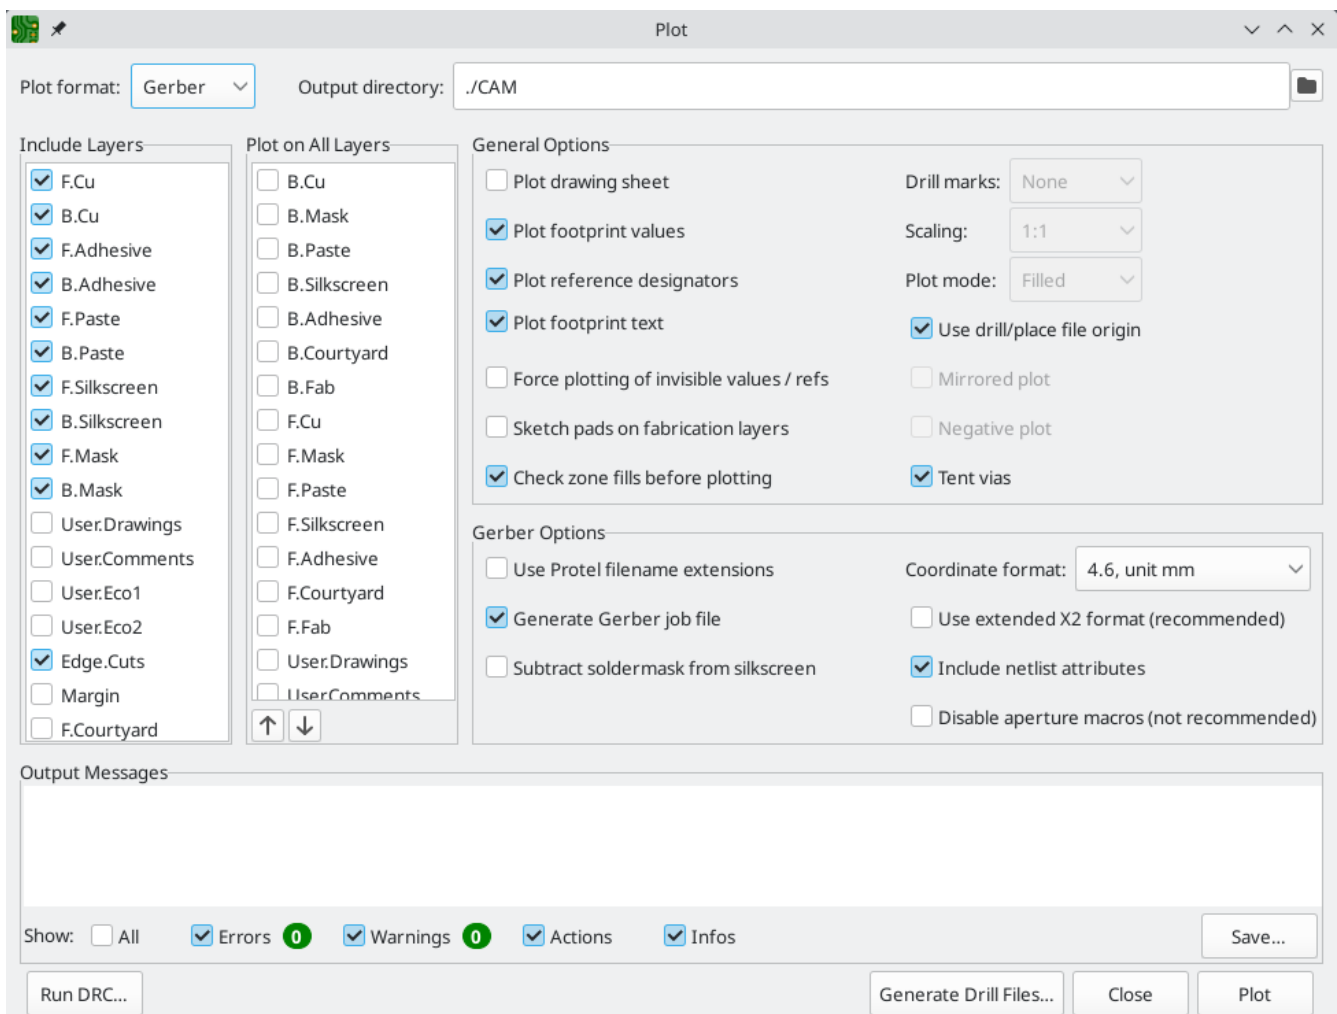 Plot
Plot format: Gerber
Output directory: ./CAM
Include Layers
F.Cu
B.Cu
F.Adhesive
B.Adhesive
F.Paste
B.Paste
F.Silkscreen
B.Silkscreen
F.Mask
B.Mask
User.Drawings
User.Comments
User.Eco1
User.Eco2
Edge.Cuts
Margin
F.Courtyard
Plot on All Layers
B.Cu
B.Mask
B.Paste
B.Silkscreen
B.Adhesive
B.Courtyard
B.Fab
F.Cu
F.Mask
F.Paste
F.Silkscreen
F.Adhesive
F.Courtyard
F.Fab
User.Drawings
User.Comments
General Options
Plot drawing sheet
Plot footprint values
Plot reference designators
Plot footprint text
Force plotting of invisible values / refs
Sketch pads on fabrication layers
Check zone fills before plotting
Drill marks: None
Scaling: 1:1
Plot mode: Filled
Use drill/place file origin
Mirrored plot
Negative plot
Tent vias
Gerber Options
Use Protel filename extensions
Generate Gerber job file
Subtract soldermask from silkscreen
Coordinate format: 4.6, unit mm
Use extended X2 format (recommended)
Include netlist attributes
Disable aperture macros (not recommended)
Output Messages
Show: All Errors 0 Warnings 0 Actions Infos Save...
Run DRC... Generate Drill Files... Close Plot